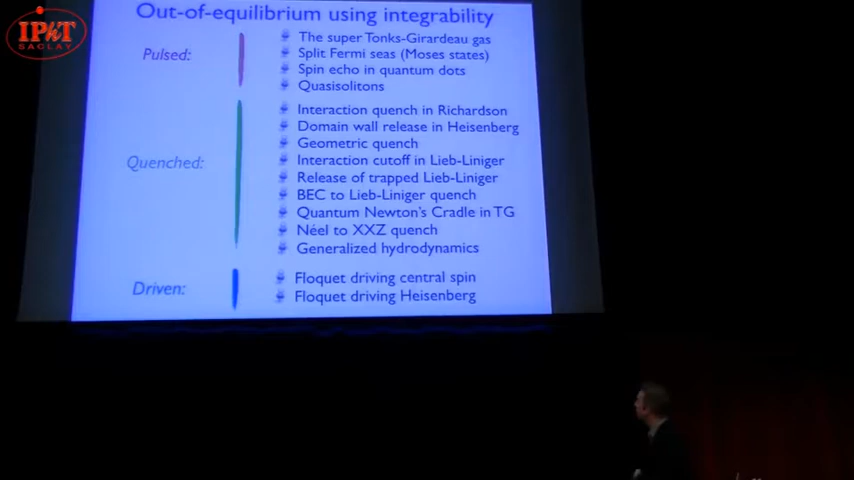 IPhT
SACLAY
Out-of-equilibrium using integrability
Pulsed:
The super Tonks-Girardeau gas
Split Fermi seas (Moses states)
Spin echo in quantum dots
Quasisolitons
Quenched:
Interaction quench in Richardson
Domain wall release in Heisenberg
Geometric quench
Interaction cutoff in Lieb-Liniger
Release of trapped Lieb-Liniger
BEC to Lieb-Liniger quench
Quantum Newton's Cradle in TG
Néel to XXZ quench
Generalized hydrodynamics
Driven:
Floquet driving central spin
Floquet driving Heisenberg